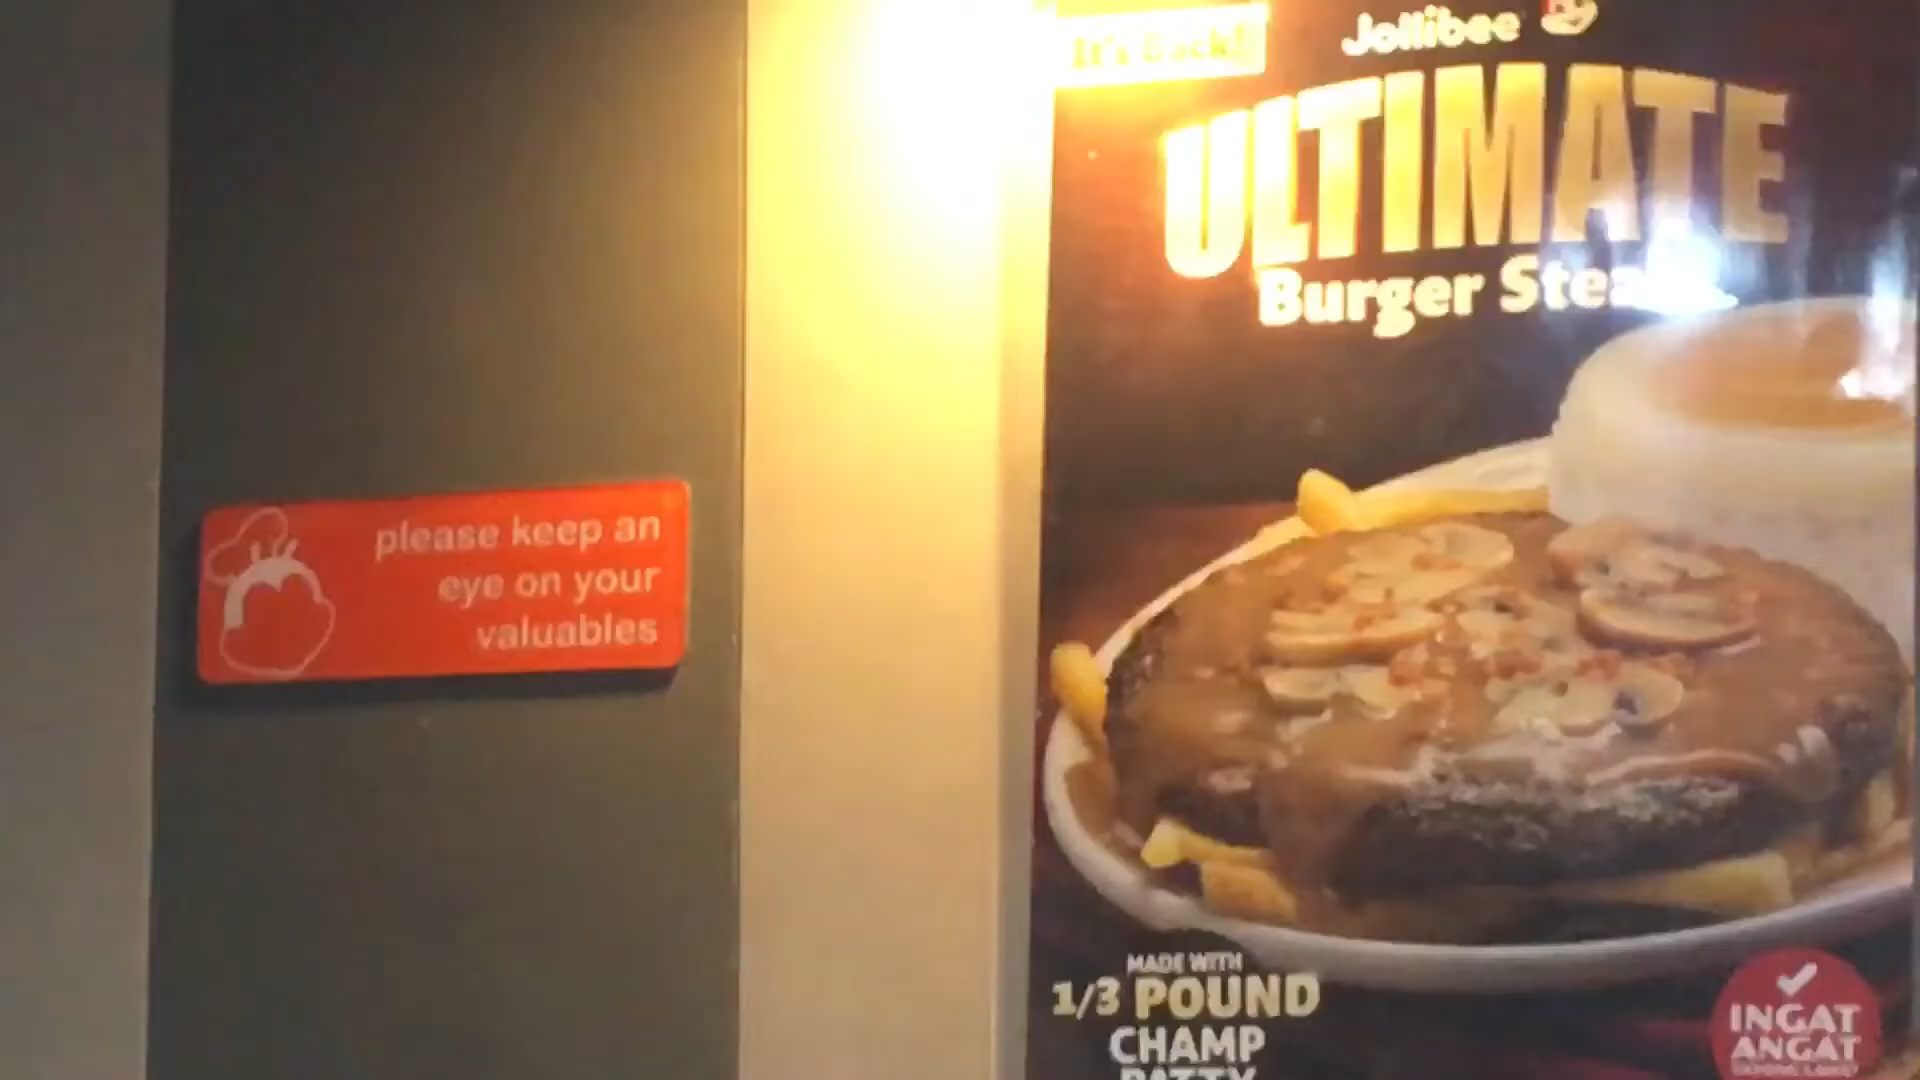 please keep an
eye on your
valuables
It's Back!
Jollibee
ULTIMATE
Burger
MADE WITH
1/3 POUND
CHAMP
PATTY
INGAT
ANGAT